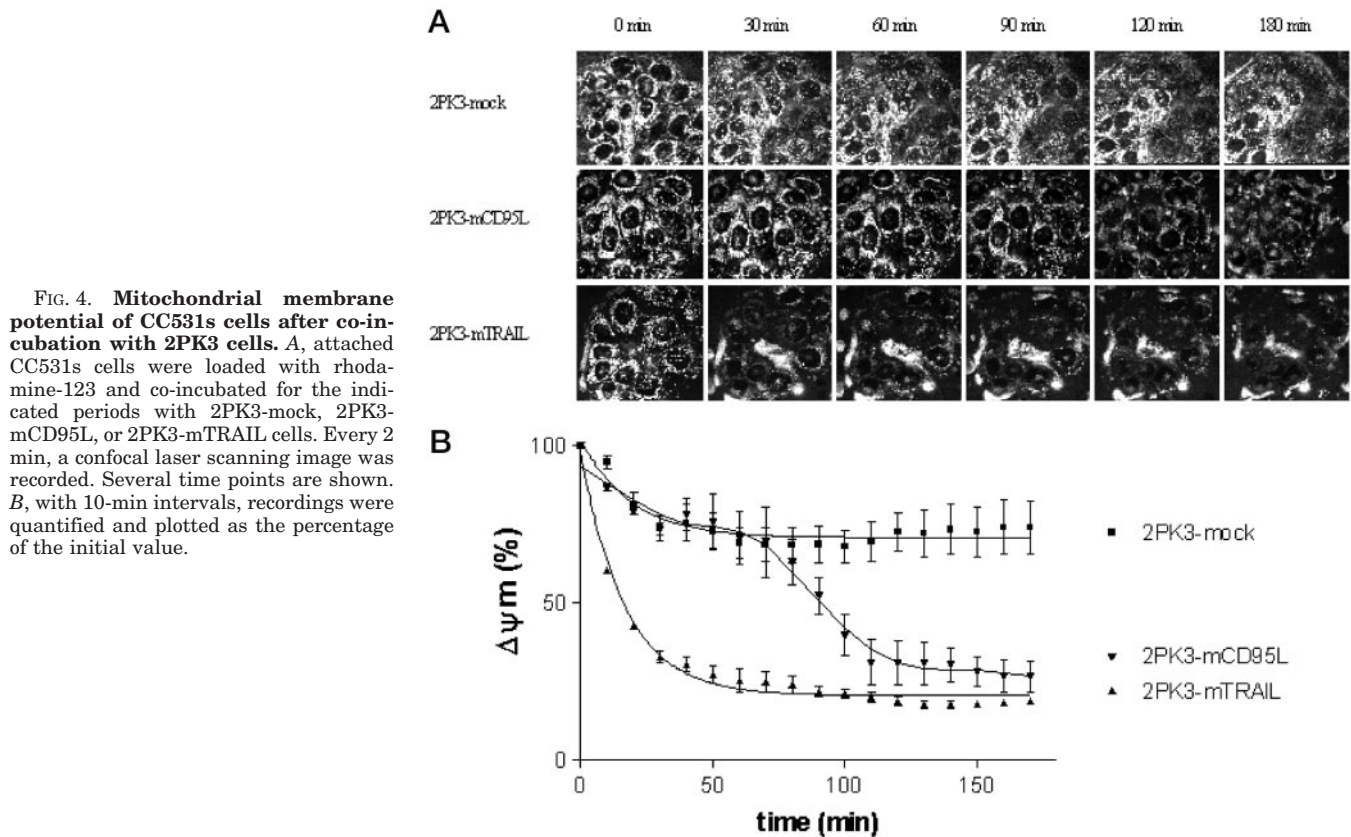 FIG. 4. Mitochondrial membrane
potential of CC531s cells after co-in-
cubation with 2PK3 cells. A, attached
CC531s cells were loaded with rhoda-
mine-123 and co-incubated for the indi-
cated periods with 2PK3-mock, 2PK3-
mCD95L, or 2PK3-mTRAIL cells. Every 2
min, a confocal laser scanning image was
recorded. Several time points are shown.
B, with 10-min intervals, recordings were
quantified and plotted as the percentage
of the initial value.
A
0 min 30 min 60 min 90 min 120 min 180 min
2PK3-mock
2PK3-mCD95L
2PK3-mTRAIL
B
Δψm (%)
100
50
0
0 50 100 150
time (min)
2PK3-mock
2PK3-mCD95L
2PK3-mTRAIL